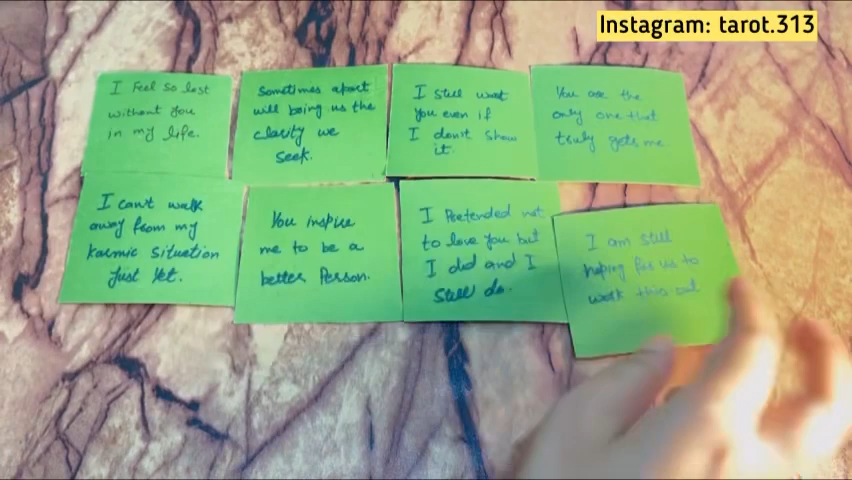 Instagram: tarot.313
I Feel so lost
without you
in my life.
Sometimes apart
will bring us the
clarity we
seek.
I still want
you even if
I don't show
it.
You are the
only one that
truly gets me.
I can't walk
away from my
karmic situation
Just Yet.
You inspire
me to be a
better Person.
I Pretended not
to love you but
I did and I
still do.
I am still
hoping for us to
work this out